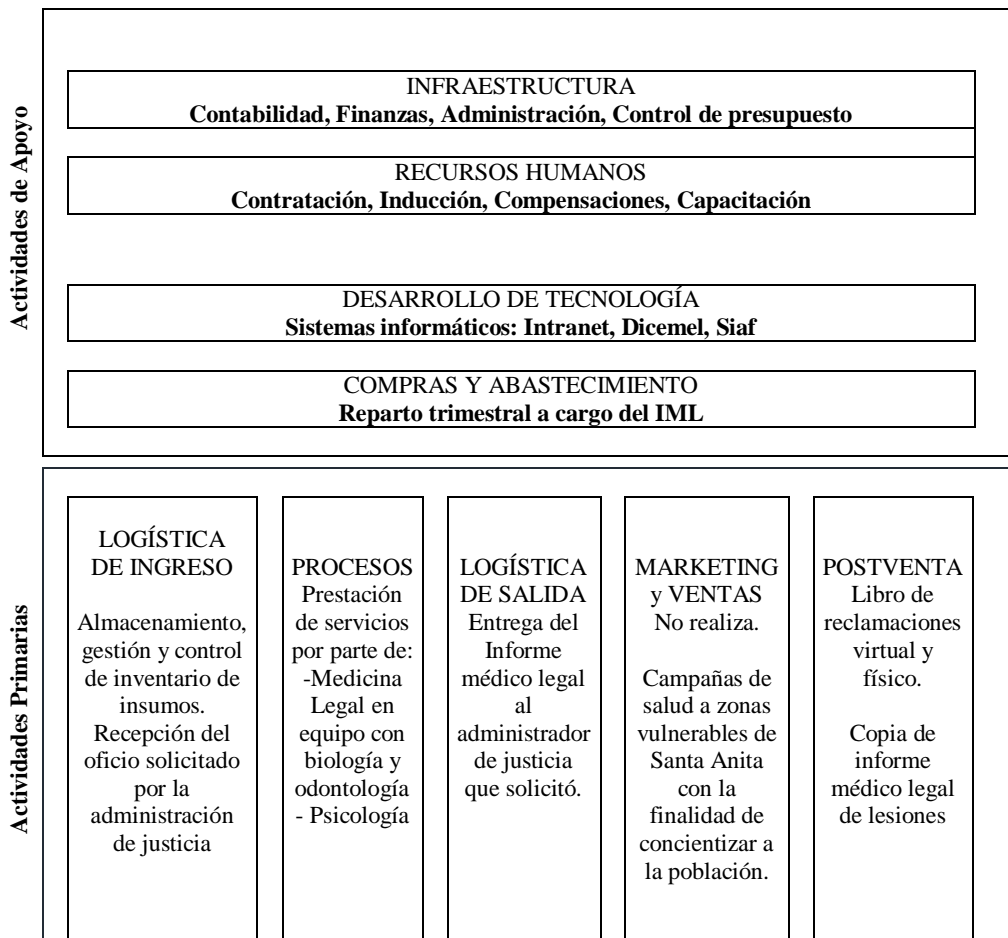 Actividades de Apoyo
INFRAESTRUCTURA
Contabilidad, Finanzas, Administración, Control de presupuesto
RECURSOS HUMANOS
Contratación, Inducción, Compensaciones, Capacitación
DESARROLLO DE TECNOLOGÍA
Sistemas informáticos: Intranet, Dicemel, Siaf
COMPRAS Y ABASTECIMIENTO
Reparto trimestral a cargo del IML
Actividades Primarias
LOGÍSTICA
DE INGRESO
Almacenamiento,
gestión y control
de inventario de
insumos.
Recepción del
oficio solicitado
por la
administración
de justicia
PROCESOS
Prestación
de servicios
por parte de:
-Medicina
Legal en
equipo con
biología y
odontología
- Psicología
LOGÍSTICA
DE SALIDA
Entrega del
Informe
médico legal
al
administrador
de justicia
que solicitó.
MARKETING
y VENTAS
No realiza.
Campañas de
salud a zonas
vulnerables de
Santa Anita
con la
finalidad de
concientizar a
la población.
POSTVENTA
Libro de
reclamaciones
virtual y
físico.
Copia de
informe
médico legal
de lesiones